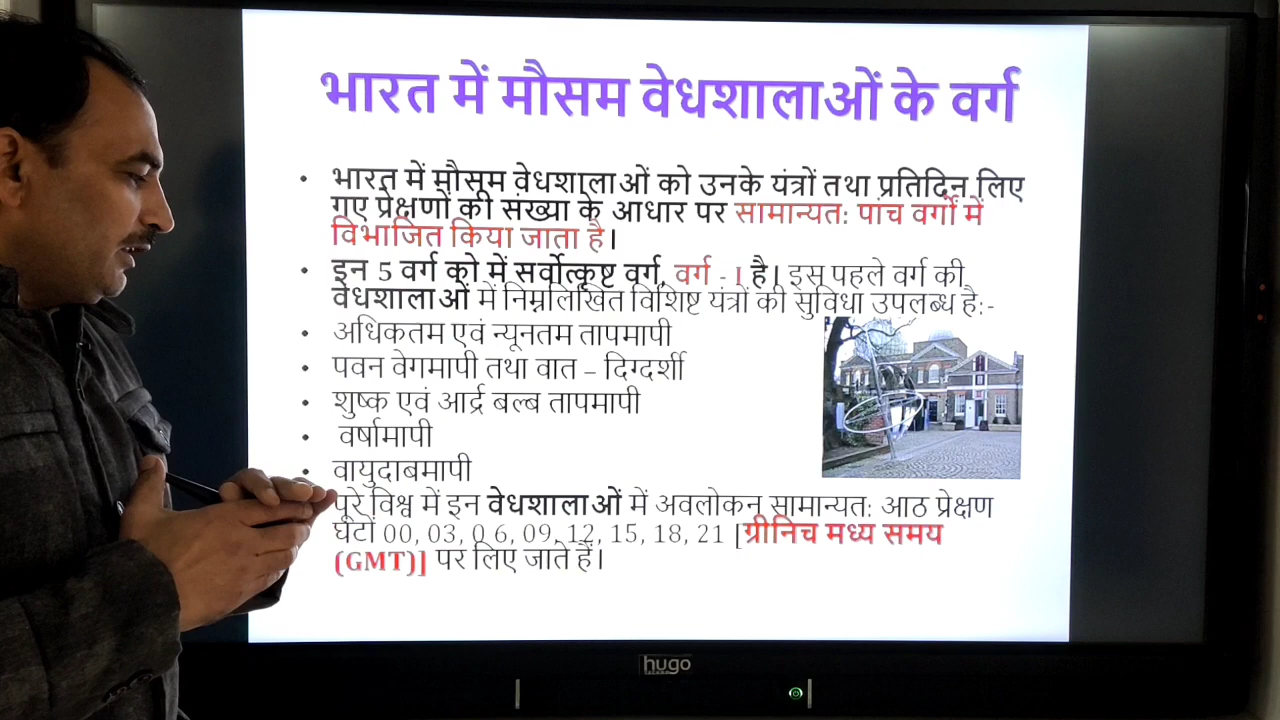 भारत में मौसम वेधशालाओं के वर्ग
• भारत में मौसम वेधशालाओं को उनके यंत्रों तथा प्रतिदिन लिए
गए प्रेक्षणों की संख्या के आधार पर सामान्यत: पांच वर्गों में
विभाजित किया जाता है।
• इन 5 वर्ग को में सर्वोत्कृष्ट वर्ग, वर्ग - I है। इस पहले वर्ग की
वेधशालाओं में निम्नलिखित विशिष्ट यंत्रों की सुविधा उपलब्ध है:-
• अधिकतम एवं न्यूनतम तापमापी
• पवन वेगमापी तथा वात – दिग्दर्शी
• शुष्क एवं आर्द्र बल्ब तापमापी
• वर्षामापी
• वायुदाबमापी
पूरे विश्व में इन वेधशालाओं में अवलोकन सामान्यत: आठ प्रेक्षण
घंटों 00, 03, 0 6, 09, 12, 15, 18, 21 [ग्रीनिच मध्य समय
(GMT)] पर लिए जाते हैं।
hugo